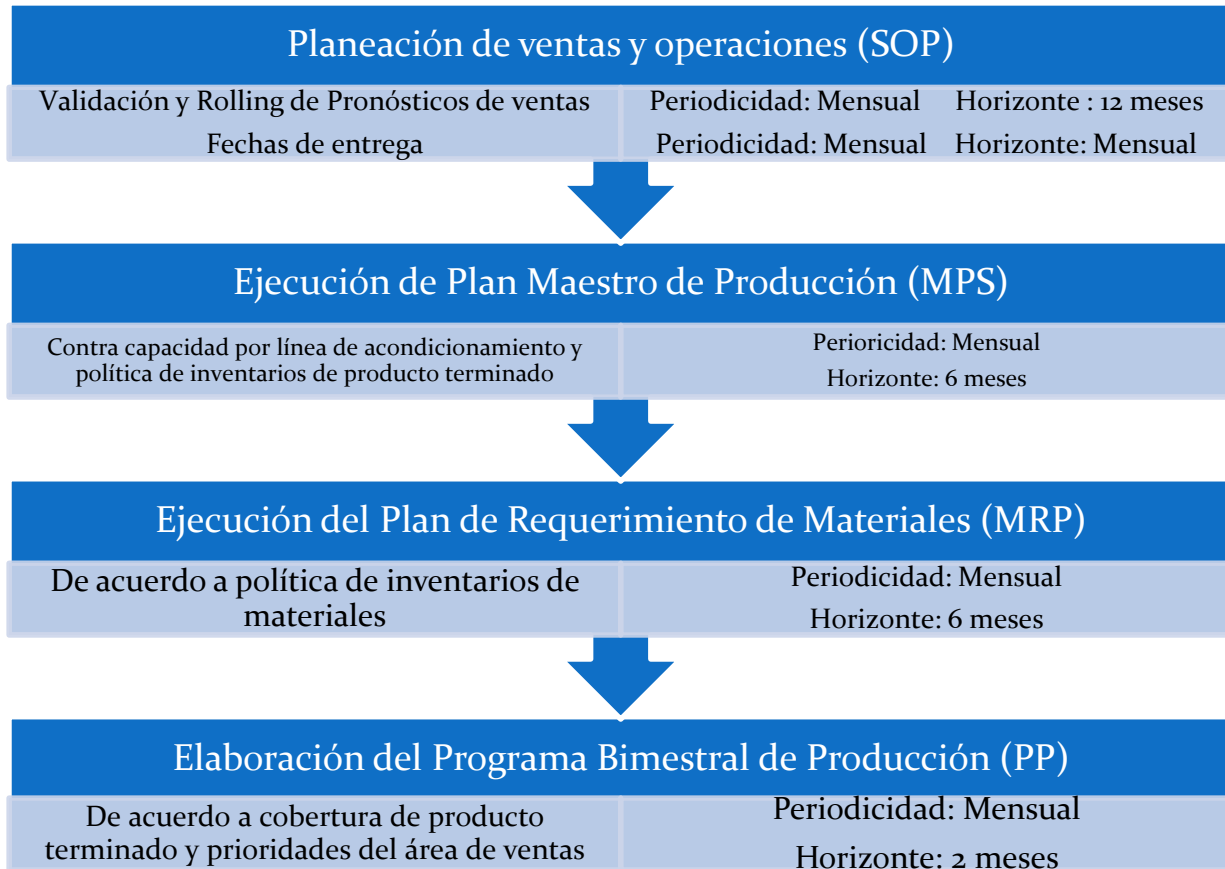 Planeación de ventas y operaciones (SOP)
Validación y Rolling de Pronósticos de ventas
Fechas de entrega
Periodicidad: Mensual Horizonte : 12 meses
Periodicidad: Mensual Horizonte: Mensual
Ejecución de Plan Maestro de Producción (MPS)
Contra capacidad por línea de acondicionamiento y
política de inventarios de producto terminado
Perioricidad: Mensual
Horizonte: 6 meses
Ejecución del Plan de Requerimiento de Materiales (MRP)
De acuerdo a política de inventarios de
materiales
Periodicidad: Mensual
Horizonte: 6 meses
Elaboración del Programa Bimestral de Producción (PP)
De acuerdo a cobertura de producto
terminado y prioridades del área de ventas
Periodicidad: Mensual
Horizonte: 2 meses